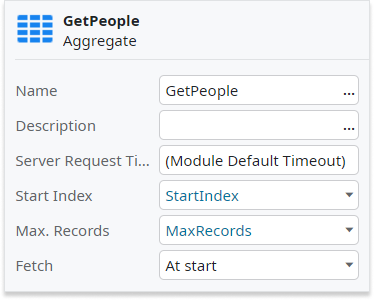 GetPeople
Aggregate
Name GetPeople ...
Description ...
Server Request Ti... (Module Default Timeout)
Start Index StartIndex
Max. Records MaxRecords
Fetch At start